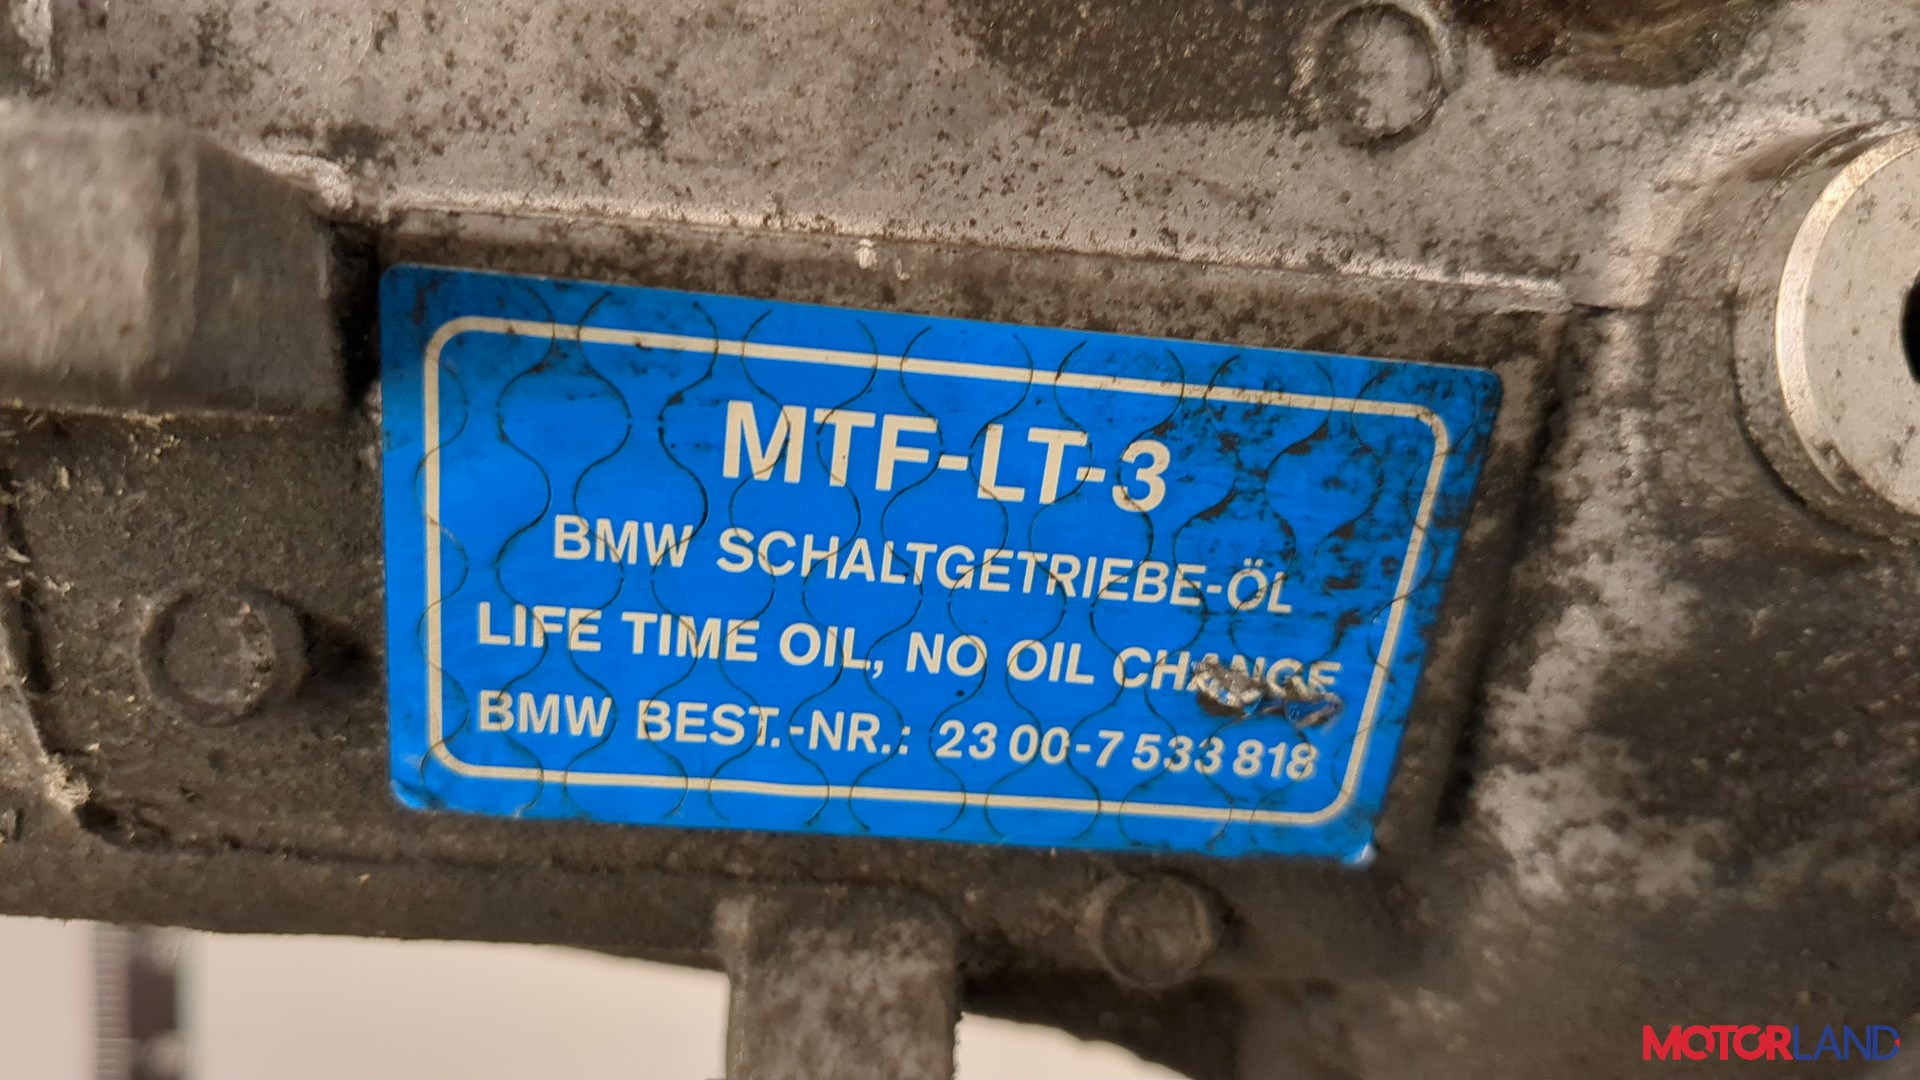 MTF-LT-3
BMW SCHALTGETRIEBE-ÖL
LIFE TIME OIL, NO OIL CHANGE
BMW BEST.-NR.: 23 00-7 533 818
MOTORLAND